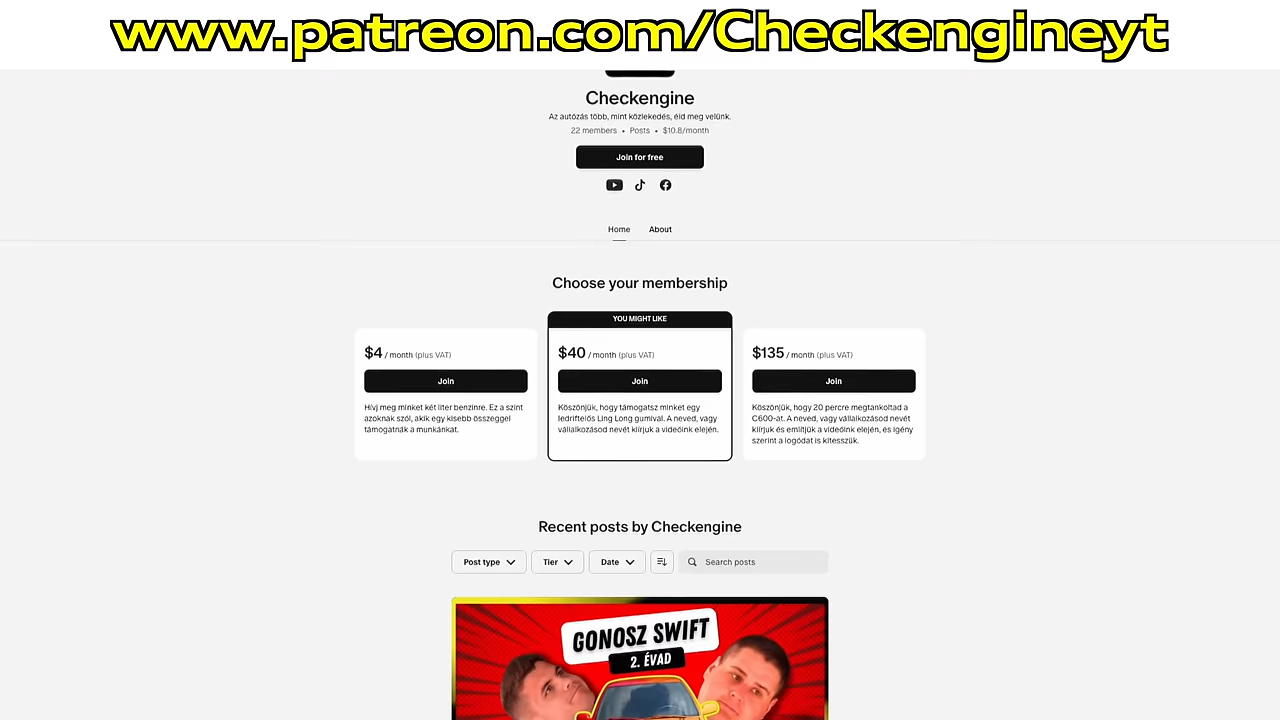 www.patreon.com/Checkengineyt
Checkengine
Az autózás több, mint közlekedés, éld meg velünk.
22 members • Posts • $10.8/month
Join for free
Home About
Choose your membership
YOU MIGHT LIKE
$4 / month (plus VAT)
Join
Hívj meg minket két liter benzinre. Ez a szint
azoknak szól, akik egy kisebb összeggel
támogatnák a munkánkat.
$40 / month (plus VAT)
Join
Köszönjük, hogy támogatsz minket egy
ledriftelős Ling Long gumival. A neved, vagy
vállalkozásod nevét kiírjuk a videóink elején.
$135 / month (plus VAT)
Join
Köszönjük, hogy 20 percre megtankoltad a
C600-at. A neved, vagy vállalkozásod nevét
kiírjuk és említjük a videóink elején, és igény
szerint a logódat is kitesszük.
Recent posts by Checkengine
Post type Tier Date Search posts
GONOSZ SWIFT
2. ÉVAD